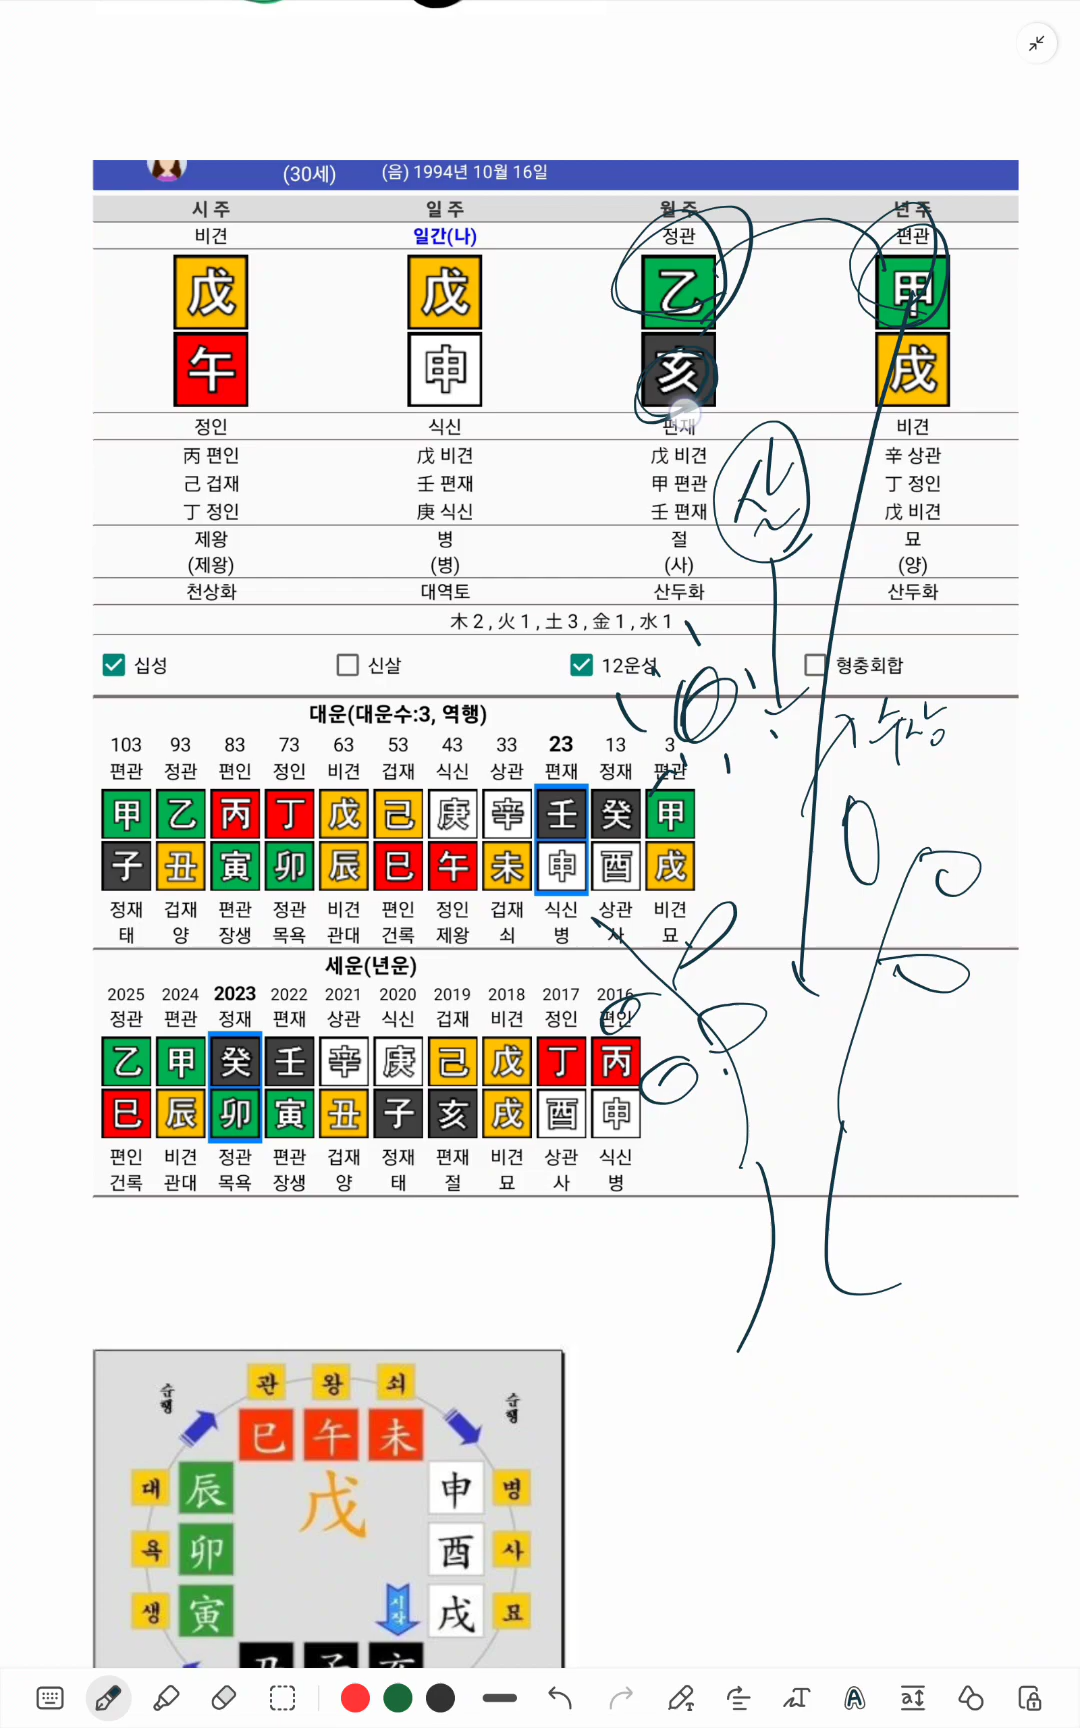 (30세) (음) 1994년 10월 16일
시 주 일 주 월 주 년 주
비견 일간(나) 정관 편관
戊 戊 乙 甲
午 申 亥 戌
정인 식신 편재 비견
丙 편인 戊 비견 戊 비견 辛 상관
己 겁재 壬 편재 甲 편관 丁 정인
丁 정인 庚 식신 壬 편재 戊 비견
제왕 병 절 묘
(제왕) (병) (사) (양)
천상화 대역토 산두화 산두화
木 2 , 火 1 , 土 3 , 金 1 , 水 1
십성 신살 12운성 형충회합
대운(대운수:3, 역행)
103 93 83 73 63 53 43 33 23 13 3
편관 정관 편인 정인 비견 겁재 식신 상관 편재 정재 편관
甲 乙 丙 丁 戊 己 庚 辛 壬 癸 甲
子 丑 寅 卯 辰 巳 午 未 申 酉 戌
정재 겁재 편관 정관 비견 편인 정인 겁재 식신 상관 비견
태 양 장생 목욕 관대 건록 제왕 쇠 병 사 묘
세운(년운)
2025 2024 2023 2022 2021 2020 2019 2018 2017 2016
정관 편관 정재 편재 상관 식신 겁재 비견 정인 편인
乙 甲 癸 壬 辛 庚 己 戊 丁 丙
巳 辰 卯 寅 丑 子 亥 戌 酉 申
편인 비견 정관 편관 겁재 정재 편재 비견 상관 식신
건록 관대 목욕 장생 양 태 절 묘 사 병
관 왕 쇠
순행 순행
巳 午 未
대 辰 戊 申 병
욕 卯 酉 사
생 寅 시작 戌 묘
丑 子 亥